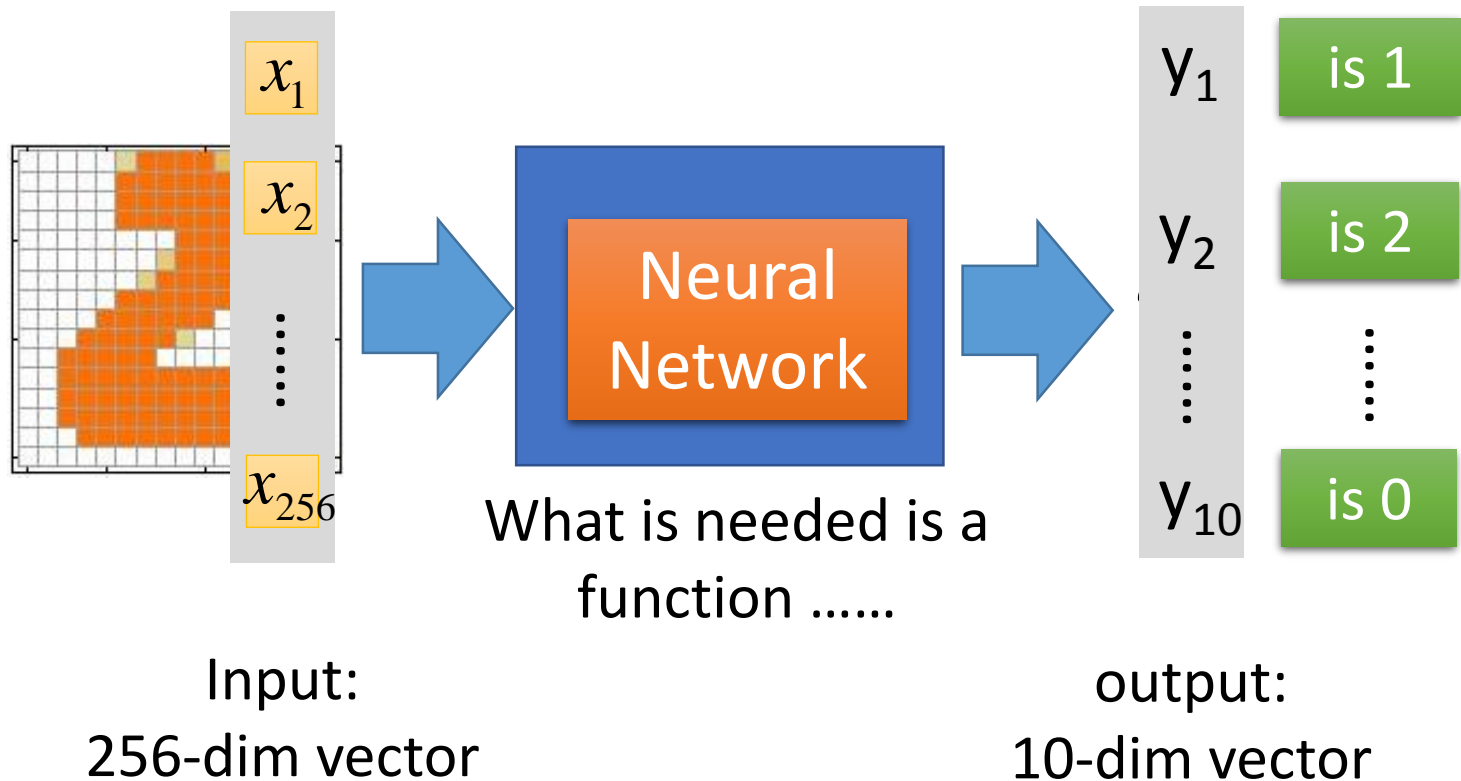 x1
x2
⋮
x256
Neural
Network
What is needed is a
function ……
y1
y2
⋮
y10
is 1
is 2
⋮
is 0
Input:
256-dim vector
output:
10-dim vector